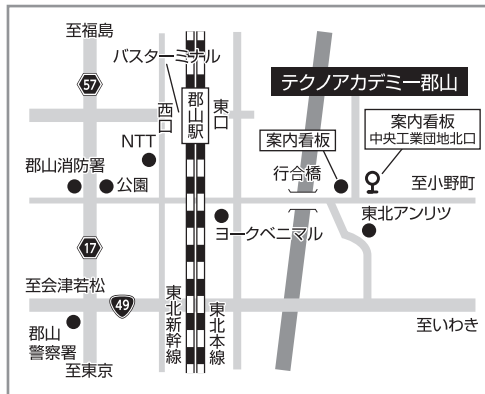 至福島
バスターミナル
57
西口
郡山駅
東口
テクノアカデミー郡山
案内看板
中央工業団地北口
案内看板
NTT
行合橋
郡山消防署
公園
至小野町
東北アンリツ
ヨークベニマル
17
至会津若松
49
東北新幹線
東北本線
至いわき
郡山
警察署
至東京